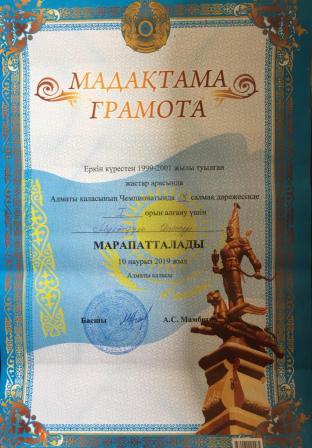 МАДАҚТАМА
ГРАМОТА
Еркін күрестен 1999-2001 жылы туылған
жастар арасында
Алматы қаласының Чемпионатында салмақ дәрежесінде
I орын алғаны үшін
МАРАПАТТАЛАДЫ
10 наурыз 2019 жыл
Алматы қаласы
Басшы А.С.